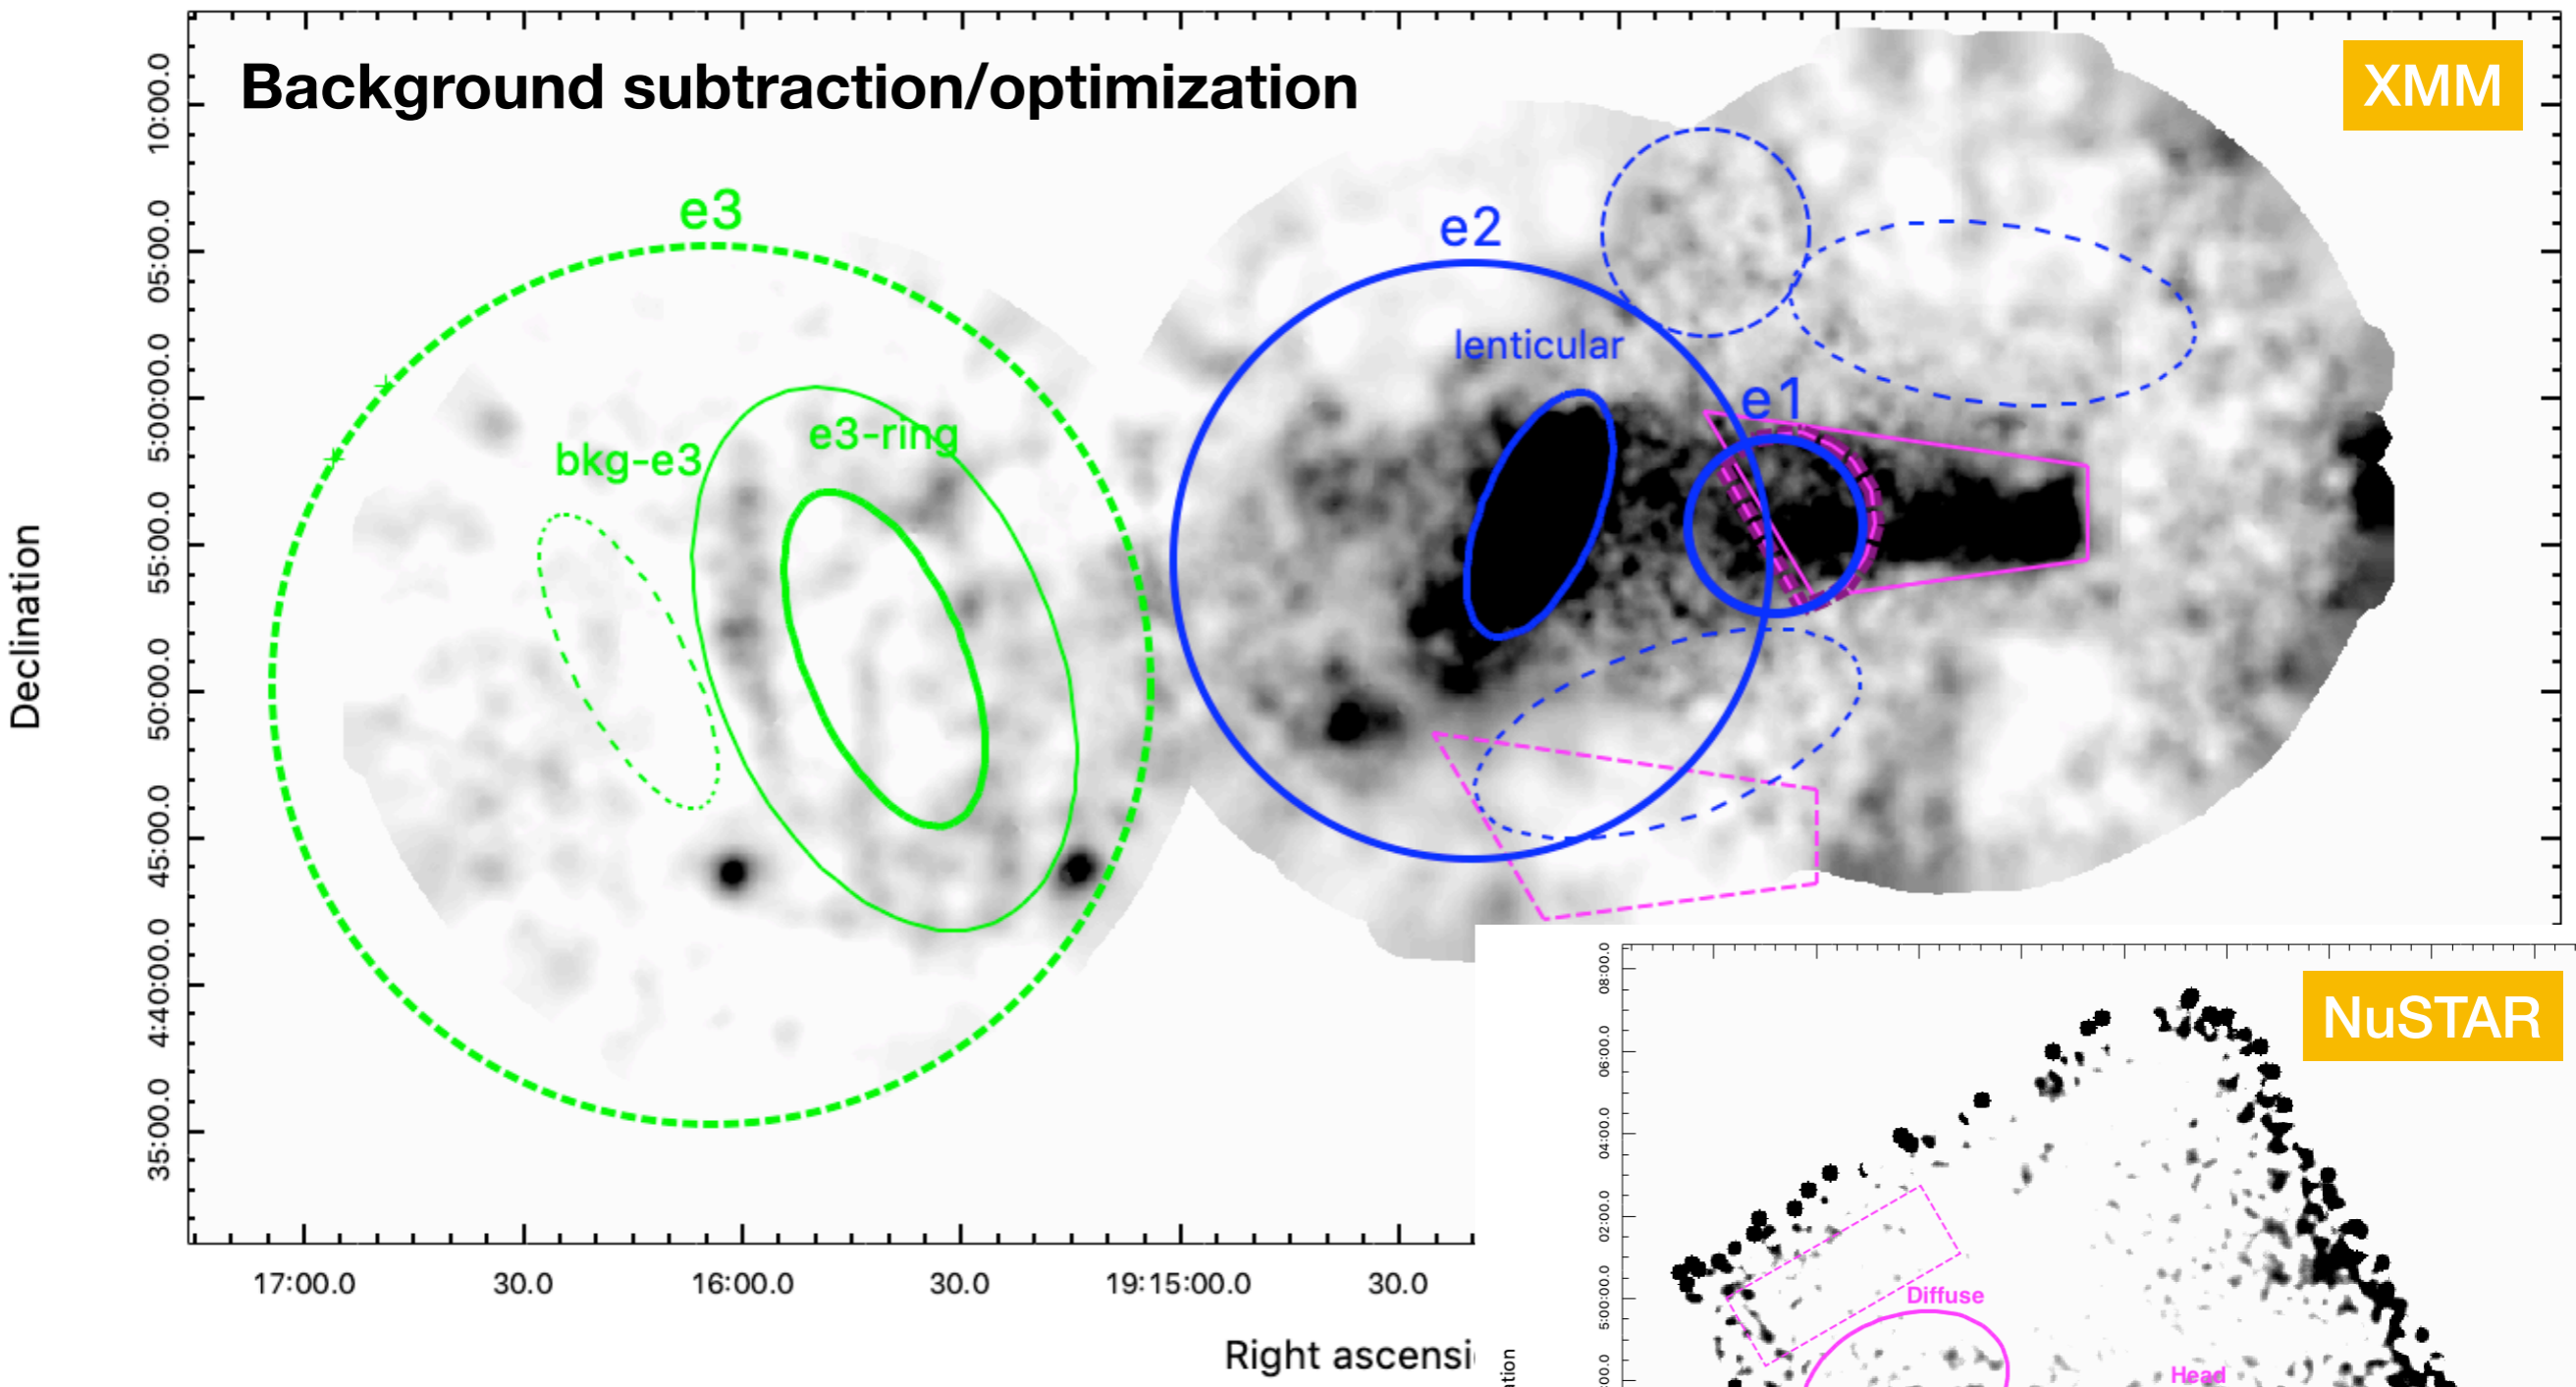 Background subtraction/optimization
XMM
10:00.0
05:00.0
5:00:00.0
55:00.0
50:00.0
45:00.0
4:40:00.0
35:00.0
Declination
e3
e2
lenticular
e1
e3-ring
bkg-e3
17:00.0
30.0
16:00.0
30.0
19:15:00.0
30.0
Right ascensi
NuSTAR
08:00.0
06:00.0
04:00.0
02:00.0
5:00:00.0
:00.0
tion
Diffuse
Head